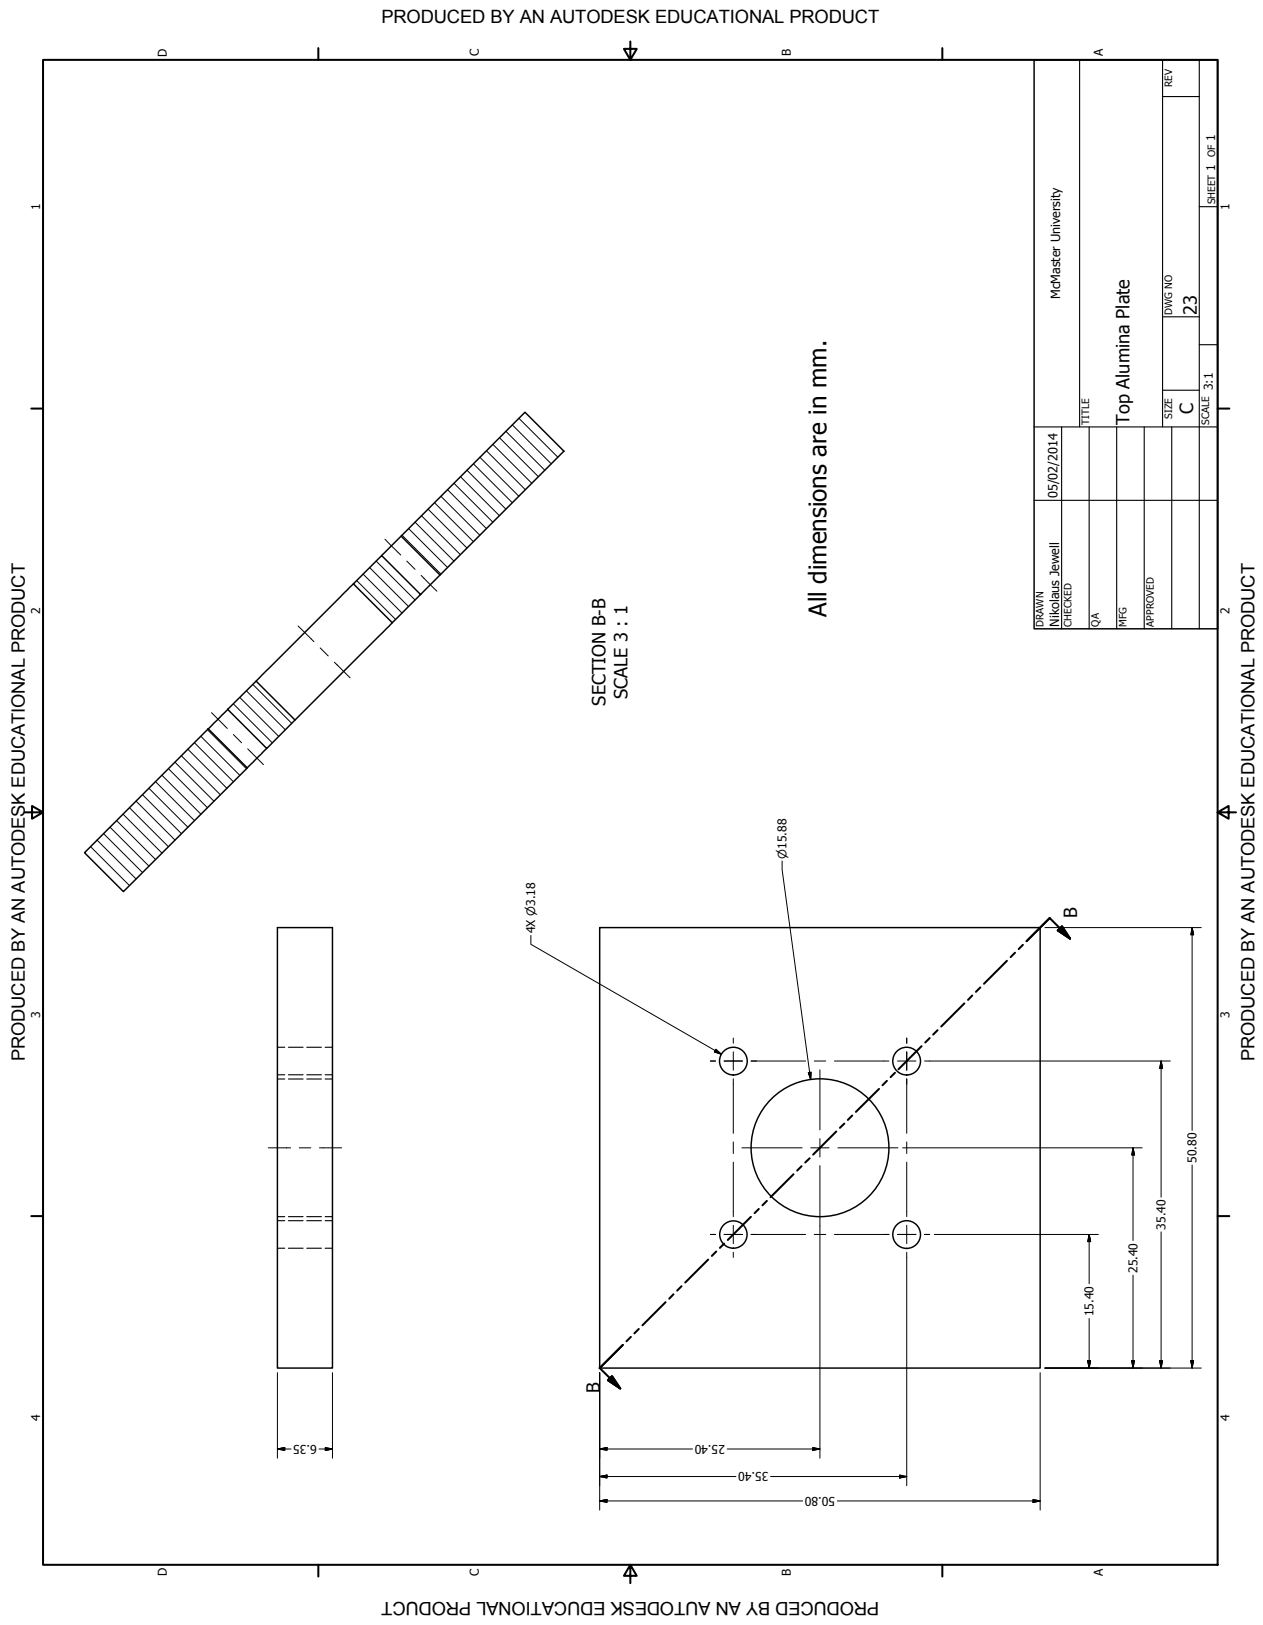 PRODUCED BY AN AUTODESK EDUCATIONAL PRODUCT
PRODUCED BY AN AUTODESK EDUCATIONAL PRODUCT
PRODUCED BY AN AUTODESK EDUCATIONAL PRODUCT
PRODUCED BY AN AUTODESK EDUCATIONAL PRODUCT
D
C
B
A
D
C
B
A
4
3
2
1
4
3
2
1
6.35
SECTION B-B
SCALE 3 : 1
4X Ø3.18
Ø15.88
B
B
25.40
35.40
50.80
15.40
25.40
35.40
50.80
All dimensions are in mm.
DRAWN
Nikolaus Jewell
05/02/2014
CHECKED
QA
MFG
APPROVED
McMaster University
TITLE
Top Alumina Plate
SIZE
C
DWG NO
23
REV
SCALE 3:1
SHEET 1 OF 1